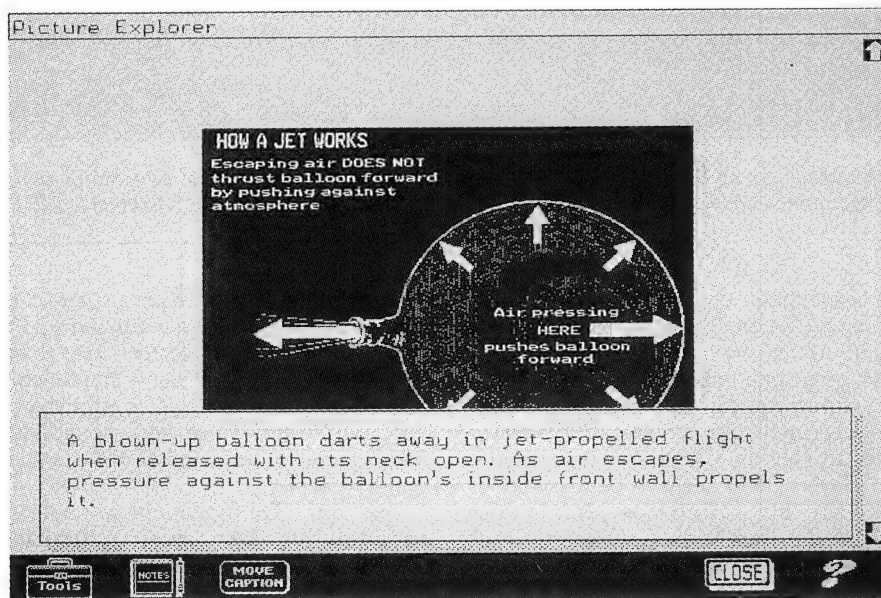 Picture Explorer
HOW A JET WORKS
Escaping air DOES NOT
thrust balloon forward
by pushing against
atmosphere
Air pressing
HERE
pushes balloon
forward
A blown-up balloon darts away in jet-propelled flight
when released with its neck open. As air escapes,
pressure against the balloon's inside front wall propels
it.
Tools
NOTES
MOVE
CAPTION
CLOSE
?